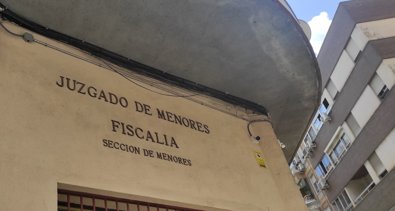 JUZGADO DE MENORES
FISCALIA
SECCION DE MENORES